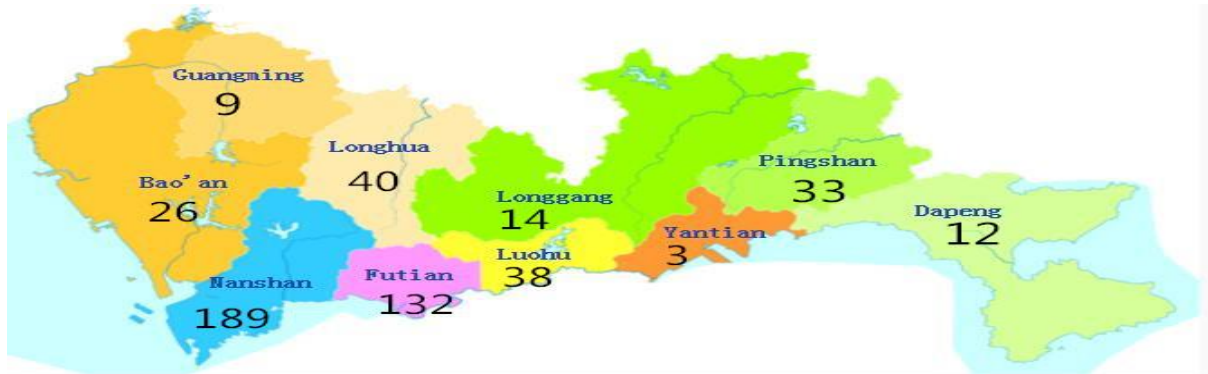 Guangming
9
Longhua
40
Bao'an
26
Pingshan
33
Longgang
14
Dapeng
12
Yantian
3
Luohu
38
Futian
132
Nanshan
189